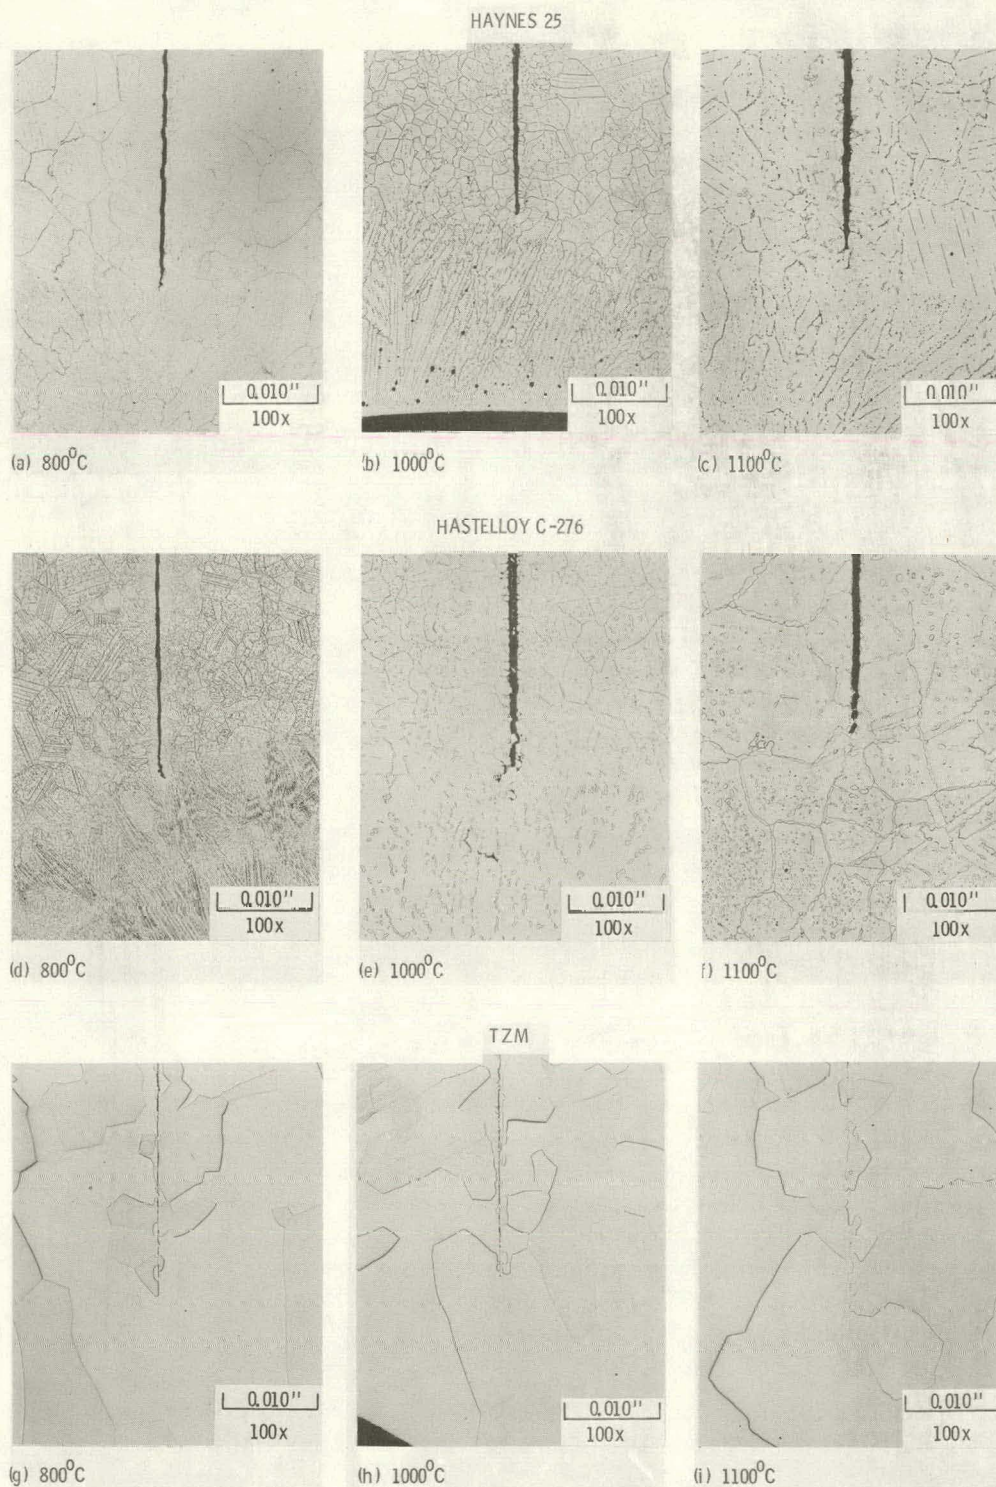 HAYNES 25
0.010"
100x
0.010"
100x
0.010"
100x
(a) 800°C
(b) 1000°C
(c) 1100°C
HASTELLOY C-276
0.010"
100x
0.010"
100x
0.010"
100x
(d) 800°C
(e) 1000°C
f) 1100°C
TZM
0.010"
100x
0.010"
100x
0.010"
100x
(g) 800°C
(h) 1000°C
(i) 1100°C